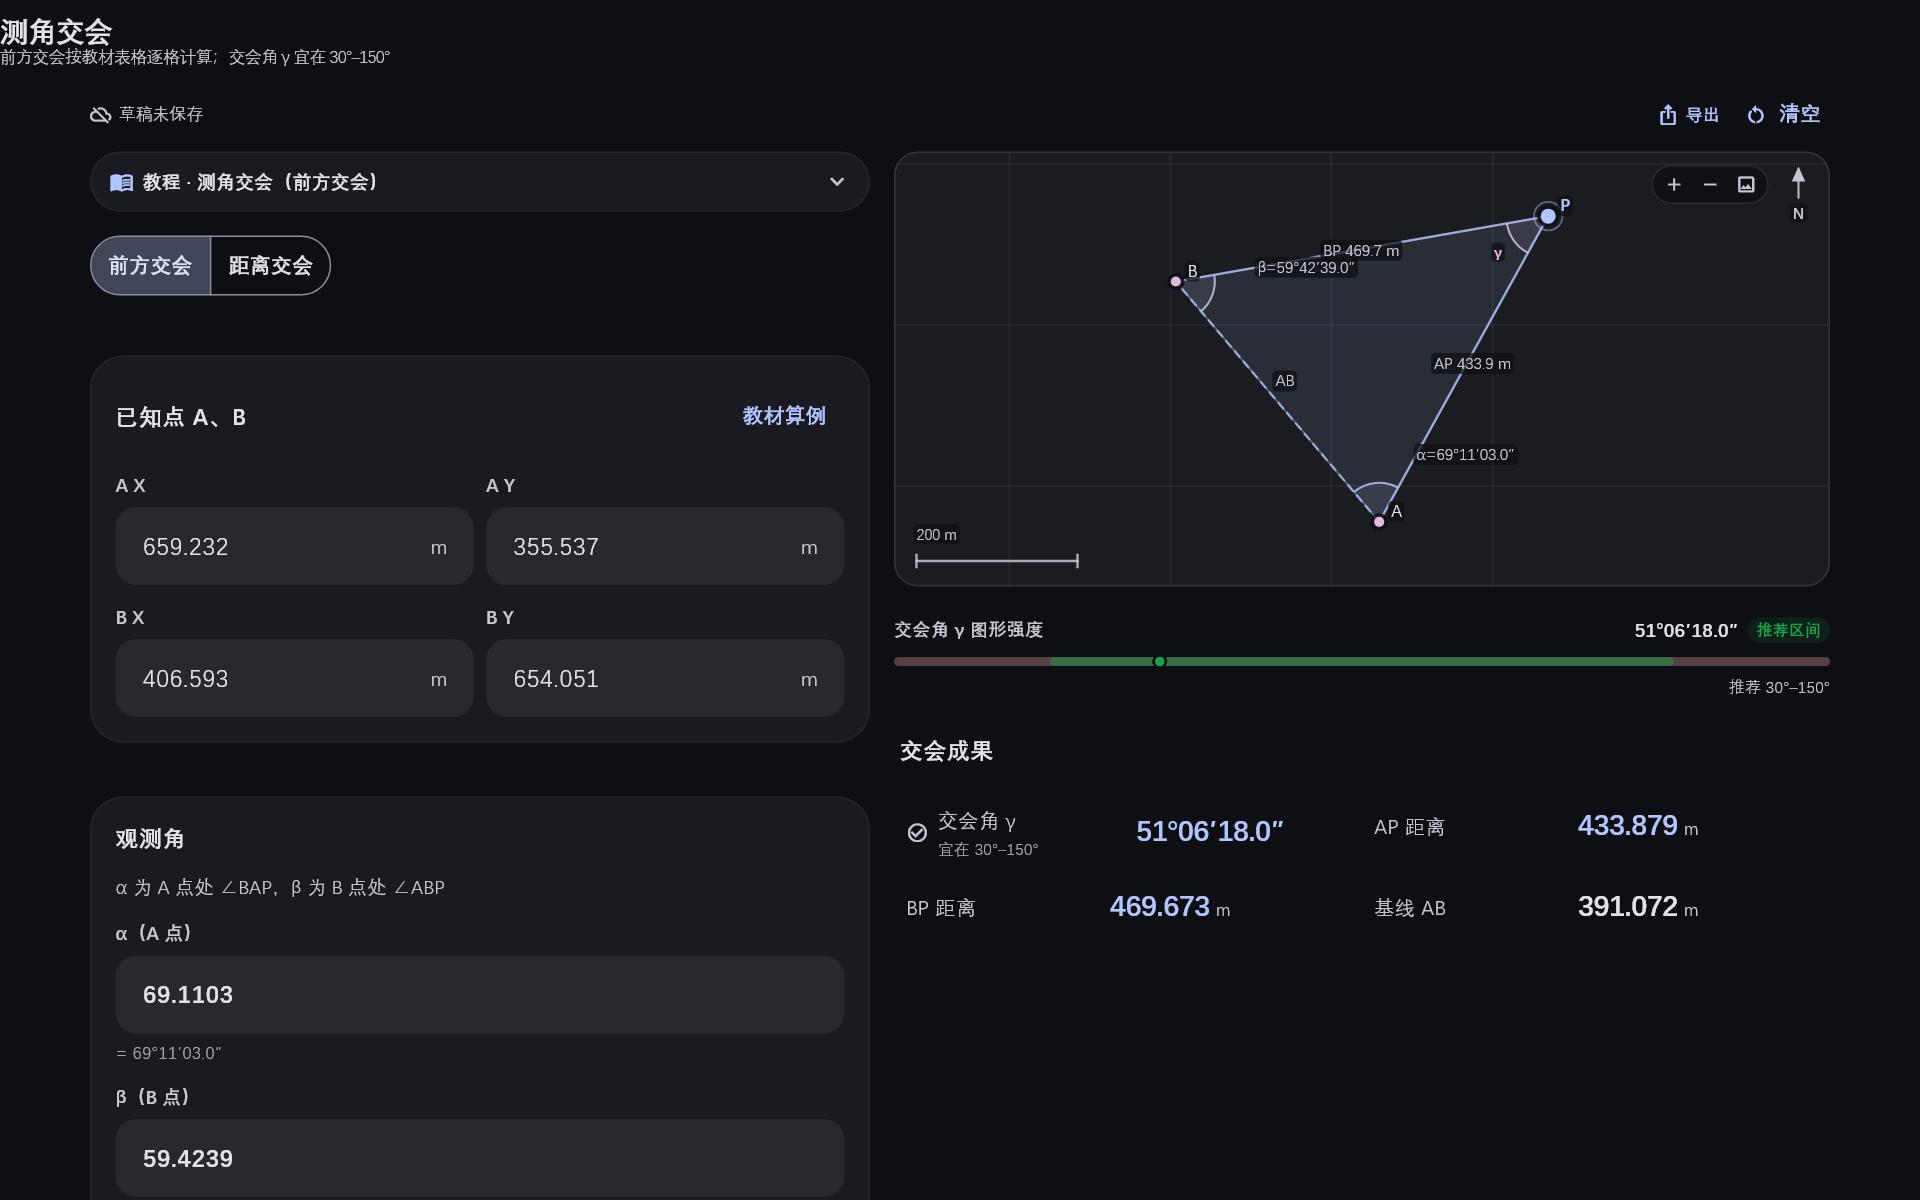 测角交会
前方交会按教材表格逐格计算；交会角 γ 宜在 30°–150°
草稿未保存
导出
清空
教程 · 测角交会（前方交会）
前方交会
距离交会
已知点 A、B
教材算例
A X
A Y
659.232 m
355.537 m
B X
B Y
406.593 m
654.051 m
观测角
α 为 A 点处 ∠BAP，β 为 B 点处 ∠ABP
α（A 点）
69.1103
= 69°11′03.0″
β（B 点）
59.4239
N
P
γ
BP 469.7 m
β=59°42′39.0″
B
AP 433.9 m
AB
α=69°11′03.0″
A
200 m
交会角 γ 图形强度
51°06′18.0″
推荐区间
推荐 30°–150°
交会成果
交会角 γ
宜在 30°–150°
51°06′18.0″
AP 距离
433.879 m
BP 距离
469.673 m
基线 AB
391.072 m